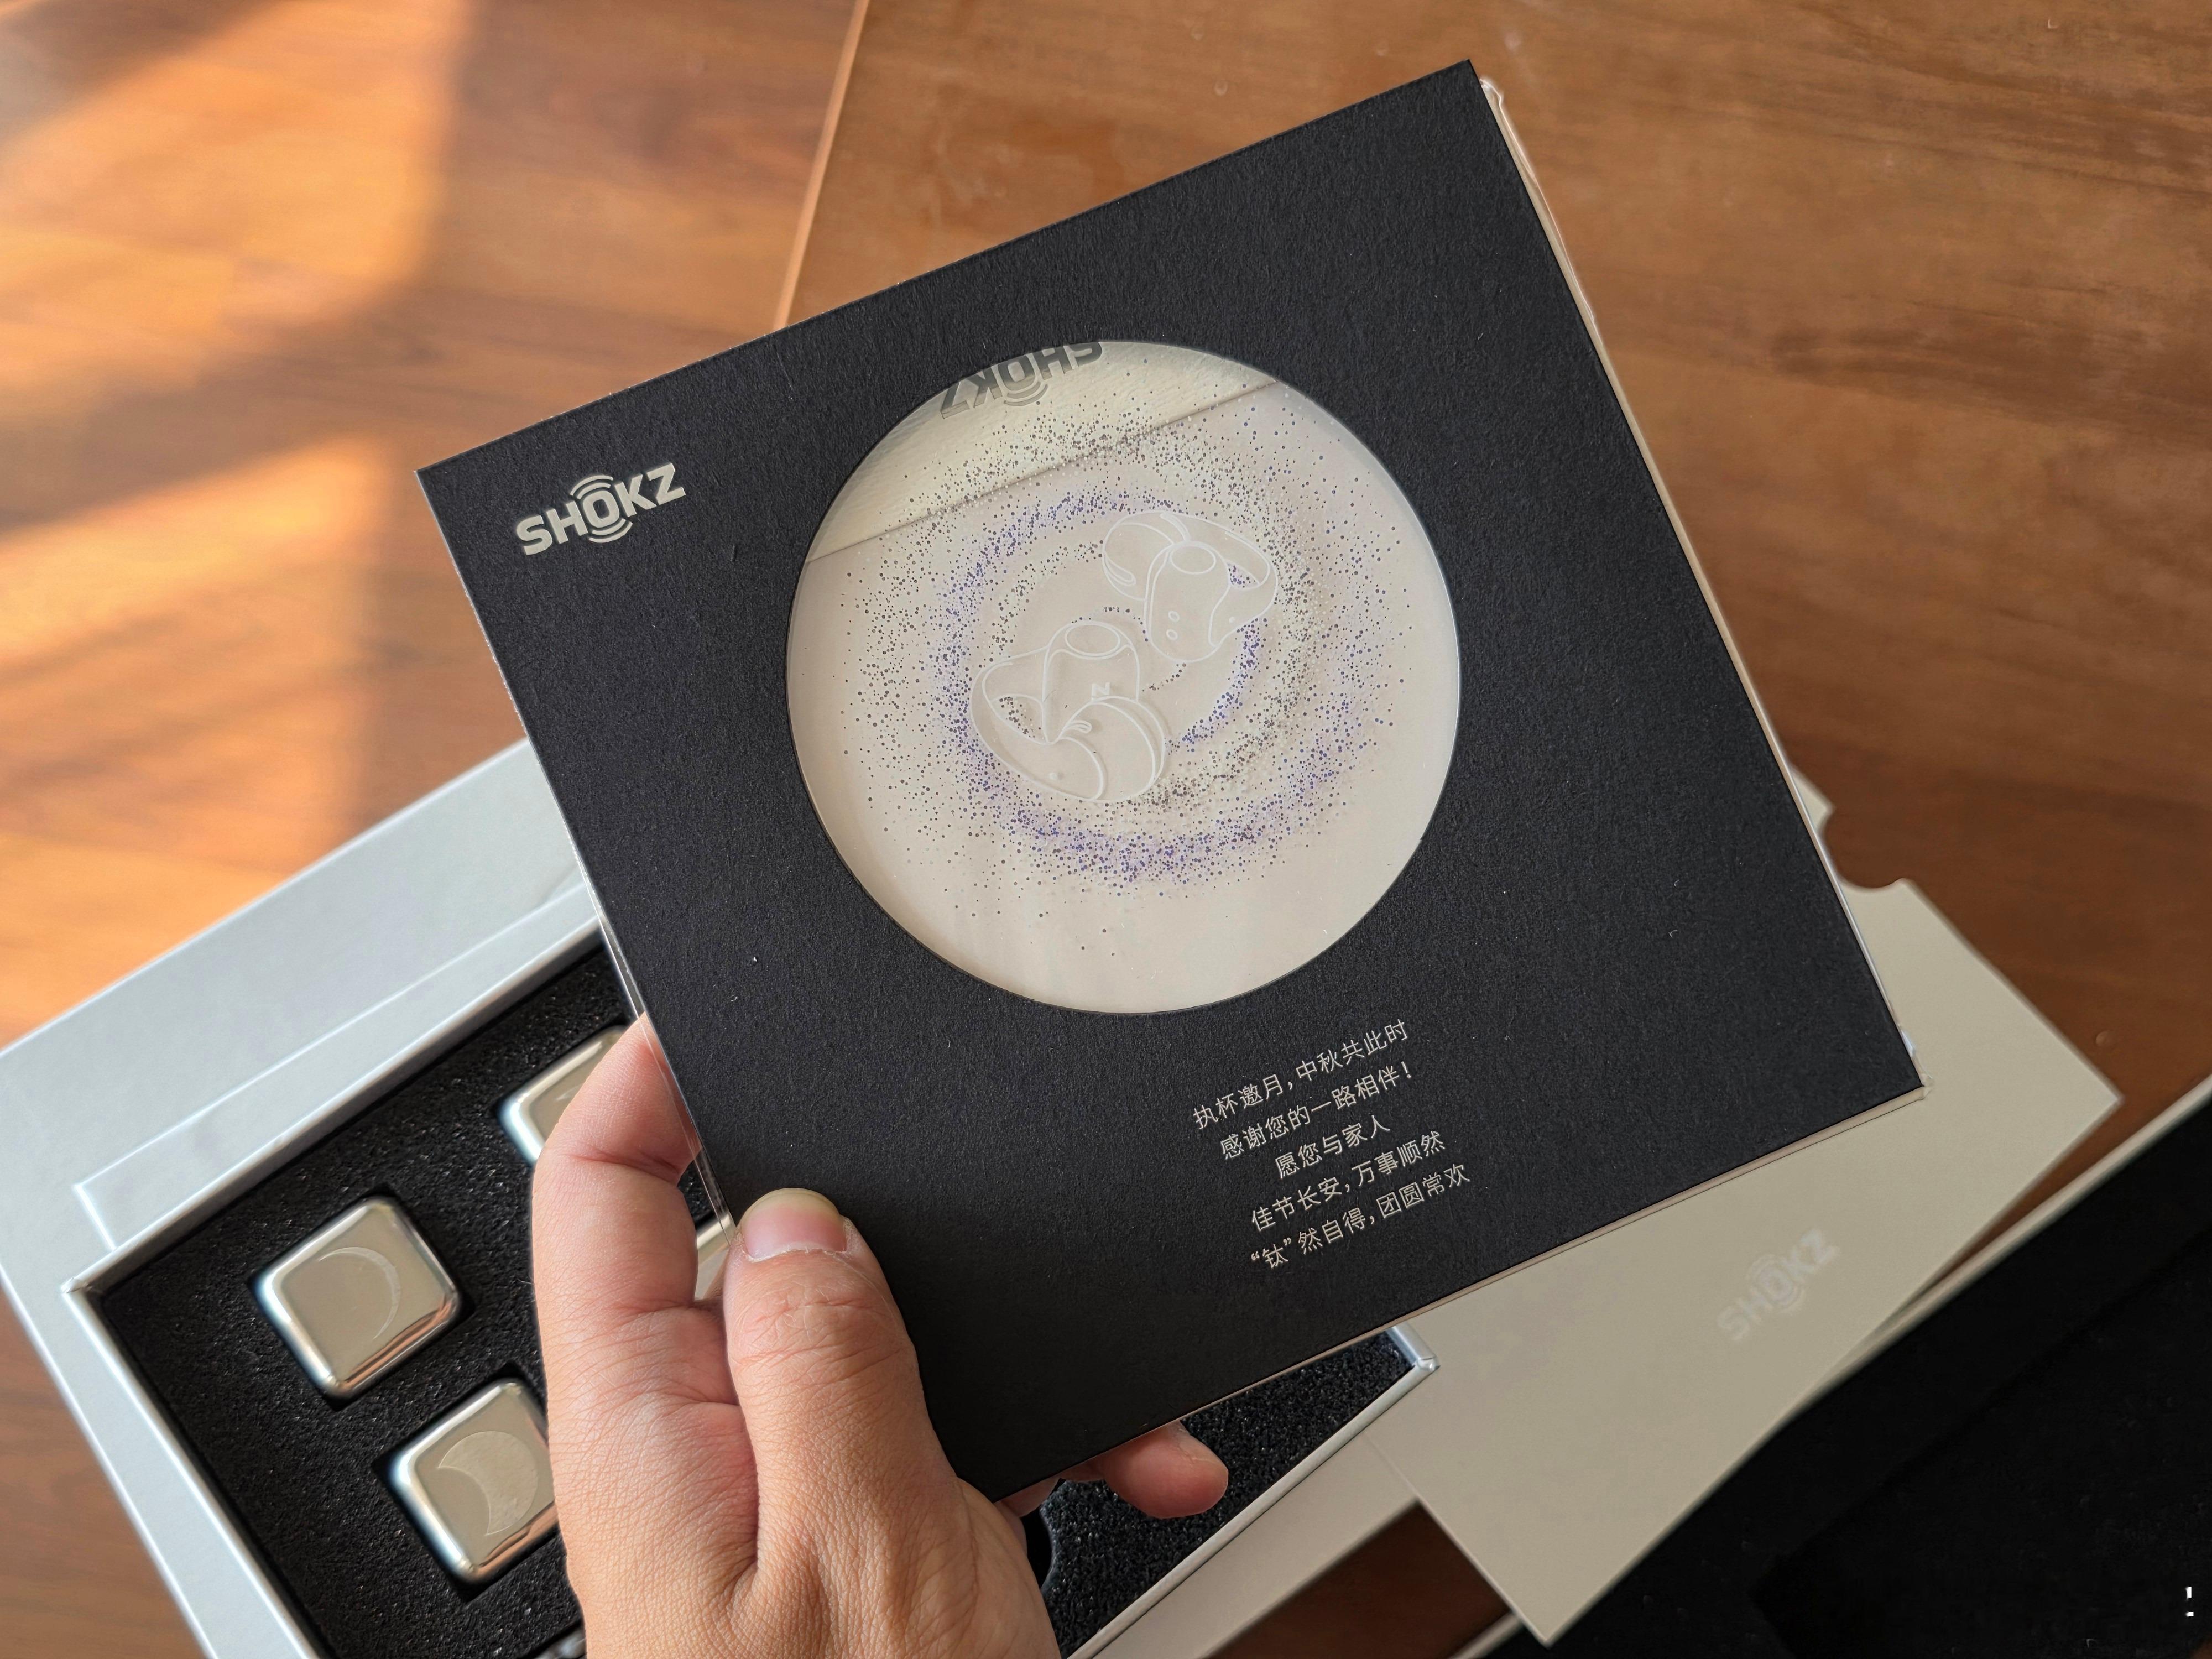 SHOKZ
SHOKZ
执杯邀月，中秋共此时
感谢您的一路相伴！
愿您与家人
佳节长安，万事顺然
“钛”然自得，团圆常欢
SHOKZ